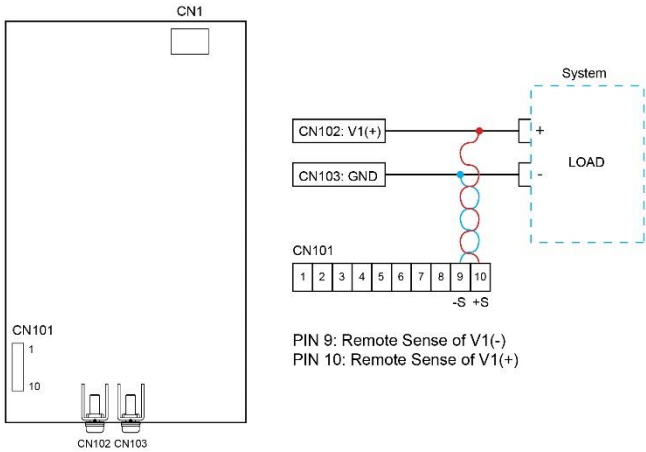 CN1
CN101
1
10
CN102 CN103
System
CN102: V1(+)
+
LOAD
CN103: GND
-
CN101
1 2 3 4 5 6 7 8 9 10
-S +S
PIN 9: Remote Sense of V1(-)
PIN 10: Remote Sense of V1(+)